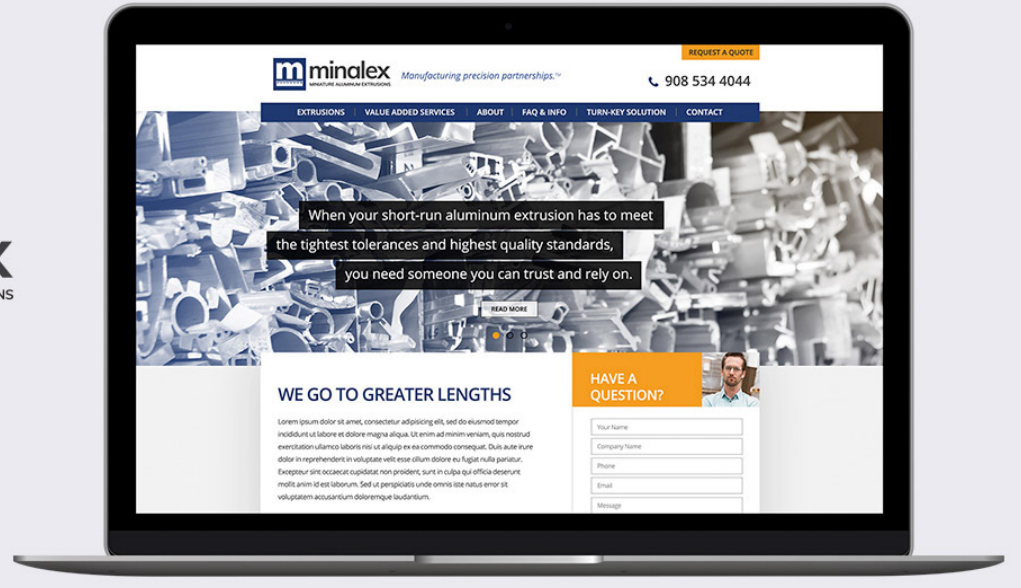 X
NS
REQUEST A QUOTE
m minalex
MINIATURE ALUMINUM EXTRUSIONS
Manufacturing precision partnerships.™
908 534 4044
EXTRUSIONS | VALUE ADDED SERVICES | ABOUT | FAQ & INFO | TURN-KEY SOLUTION | CONTACT
When your short-run aluminum extrusion has to meet
the tightest tolerances and highest quality standards,
you need someone you can trust and rely on.
READ MORE
WE GO TO GREATER LENGTHS
Lorem ipsum dolor sit amet, consectetur adipisicing elit, sed do eiusmod tempor
incididunt ut labore et dolore magna aliqua. Ut enim ad minim veniam, quis nostrud
exercitation ullamco laboris nisi ut aliquip ex ea commodo consequat. Duis aute irure
dolor in reprehenderit in voluptate velit esse cillum dolore eu fugiat nulla pariatur.
Excepteur sint occaecat cupidatat non proident, sunt in culpa qui officia deserunt
mollit anim id est laborum. Sed ut perspiciatis unde omnis iste natus error sit
voluptatem accusantium doloremque laudantium.
HAVE A
QUESTION?
Your Name
Company Name
Phone
Email
Message